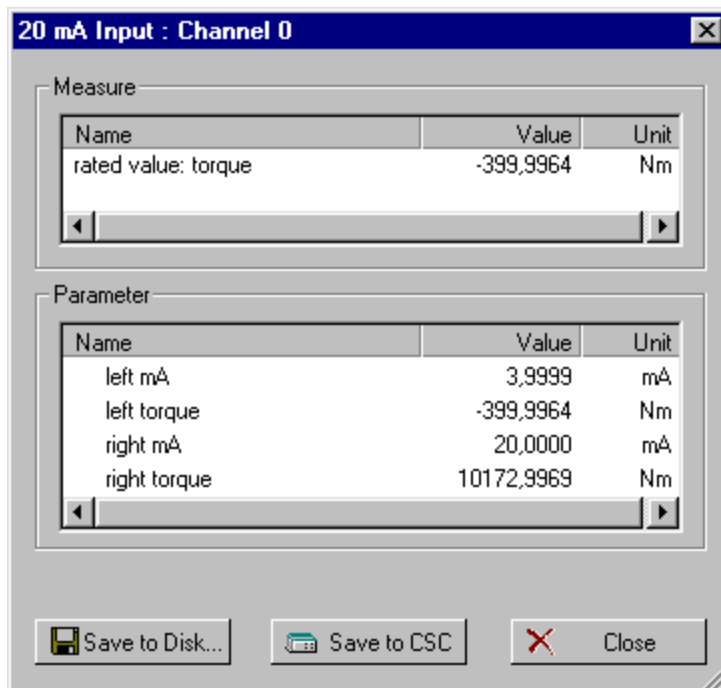 20 mA Input : Channel 0
Measure
Name Value Unit
rated value: torque -399,9964 Nm
Parameter
Name Value Unit
left mA 3,9999 mA
left torque -399,9964 Nm
right mA 20,0000 mA
right torque 10172,9969 Nm
Save to Disk... Save to CSC Close